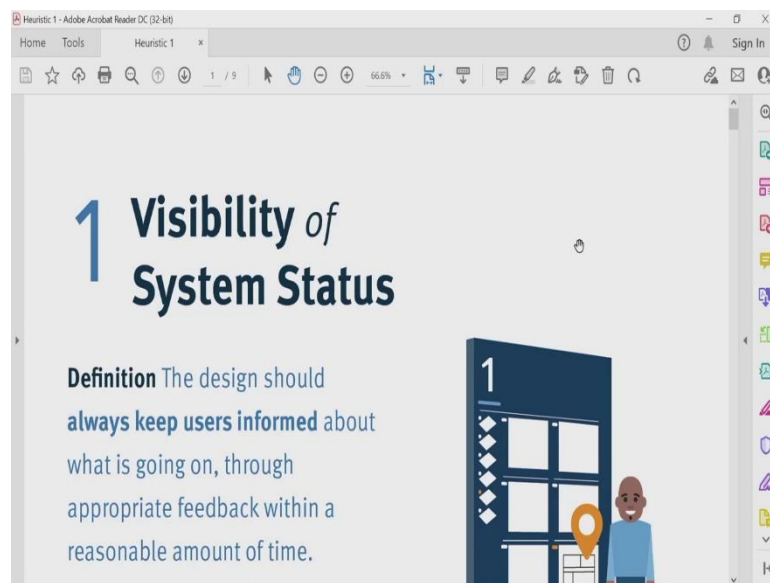 Heuristic 1 - Adobe Acrobat Reader DC (32-bit)
Home Tools Heuristic 1 x Sign In
1 / 9 66.6%
1 Visibility of
System Status
Definition The design should
always keep users informed about
what is going on, through
appropriate feedback within a
reasonable amount of time.
1